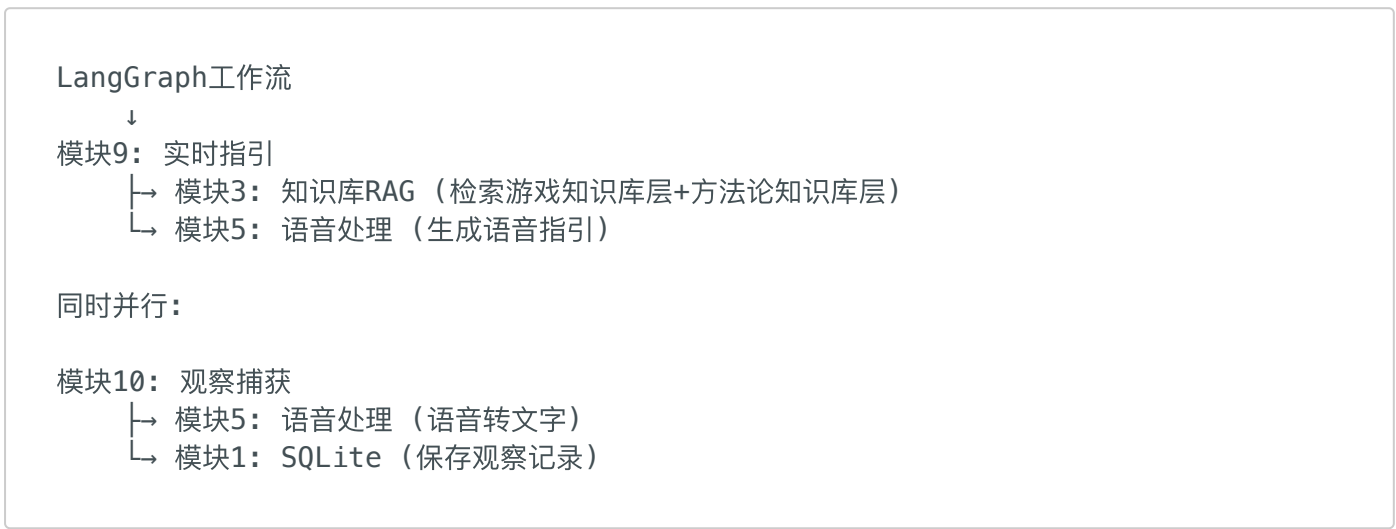 LangGraph工作流
↓
模块9: 实时指引
├→ 模块3: 知识库RAG (检索游戏知识库层+方法论知识库层)
└→ 模块5: 语音处理 (生成语音指引)
同时并行:
模块10: 观察捕获
├→ 模块5: 语音处理 (语音转文字)
└→ 模块1: SQLite (保存观察记录)